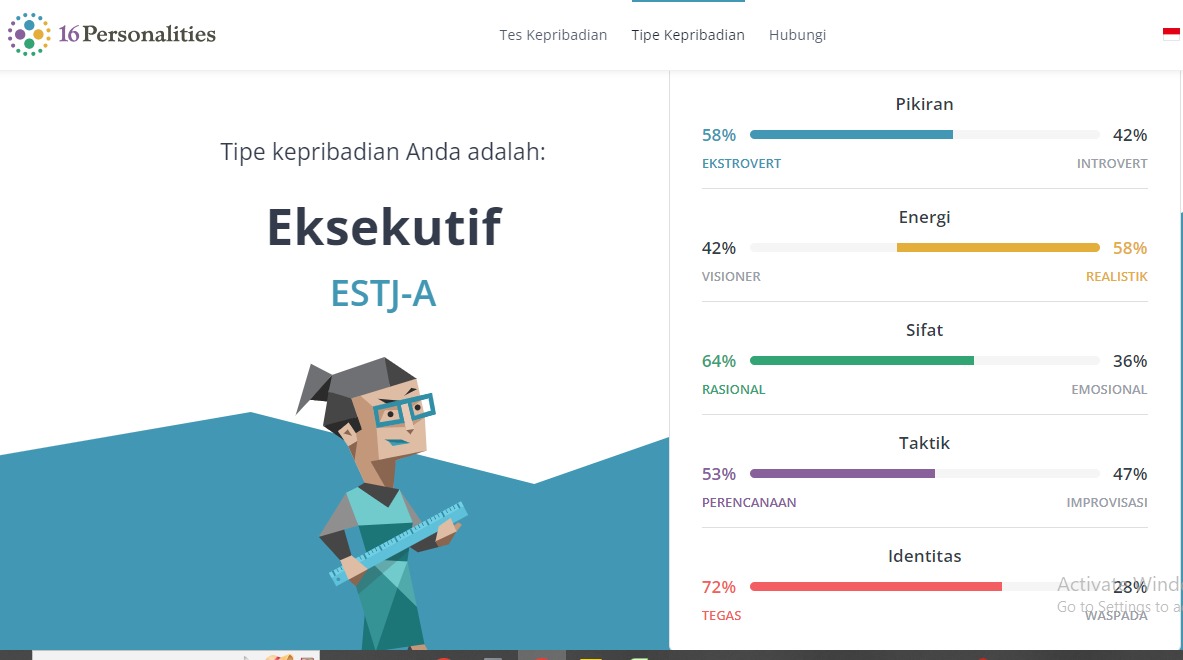 16Personalities
Tes Kepribadian Tipe Kepribadian Hubungi
Tipe kepribadian Anda adalah:
Eksekutif
ESTJ-A
Pikiran
58% 42%
EKSTROVERT INTROVERT
Energi
42% 58%
VISIONER REALISTIK
Sifat
64% 36%
RASIONAL EMOSIONAL
Taktik
53% 47%
PERENCANAAN IMPROVISASI
Identitas
72% 28%
TEGAS WASPADA
Activate Wind
Go to Settings to a